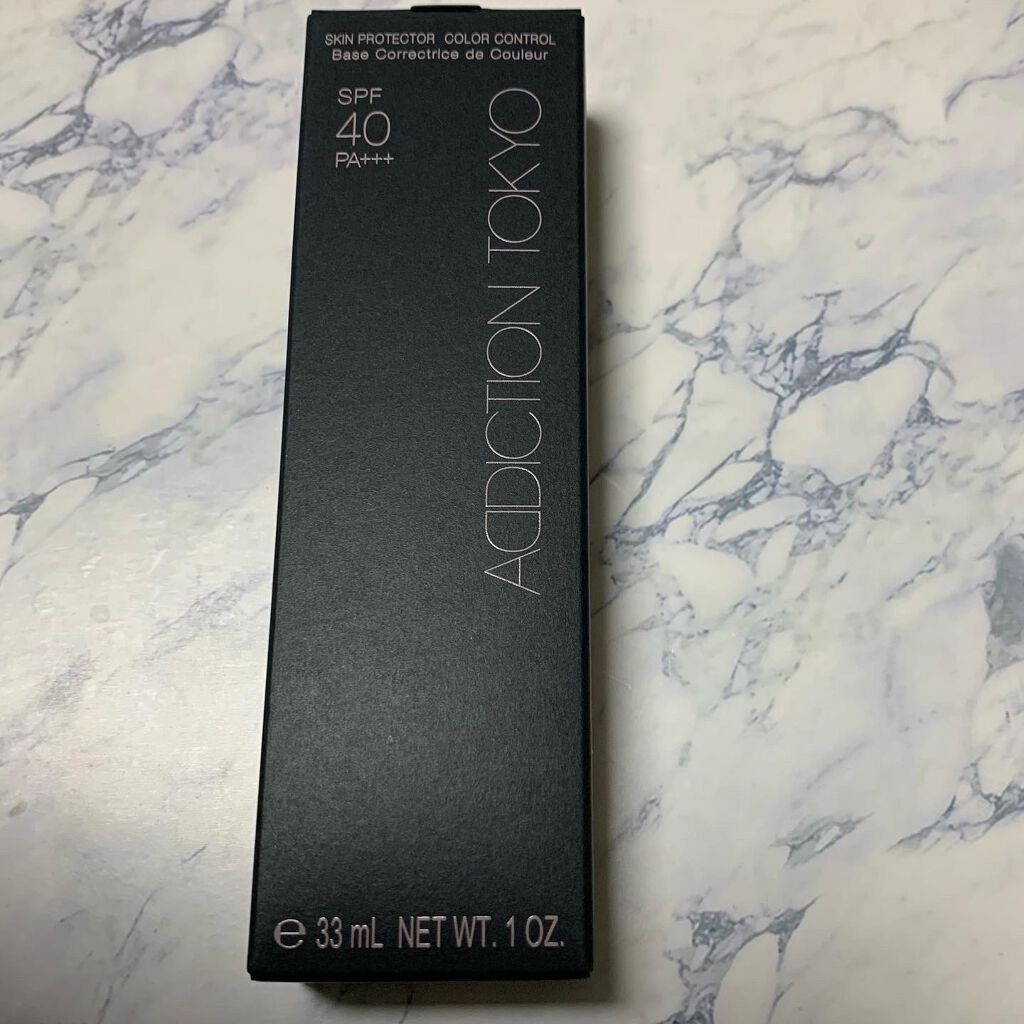 SKIN PROTECTOR COLOR CONTROL
Base Correctrice de Couleur
SPF
40
PA+++
ADDICTION TOKYO
℮ 33 mL NET WT. 1 OZ.